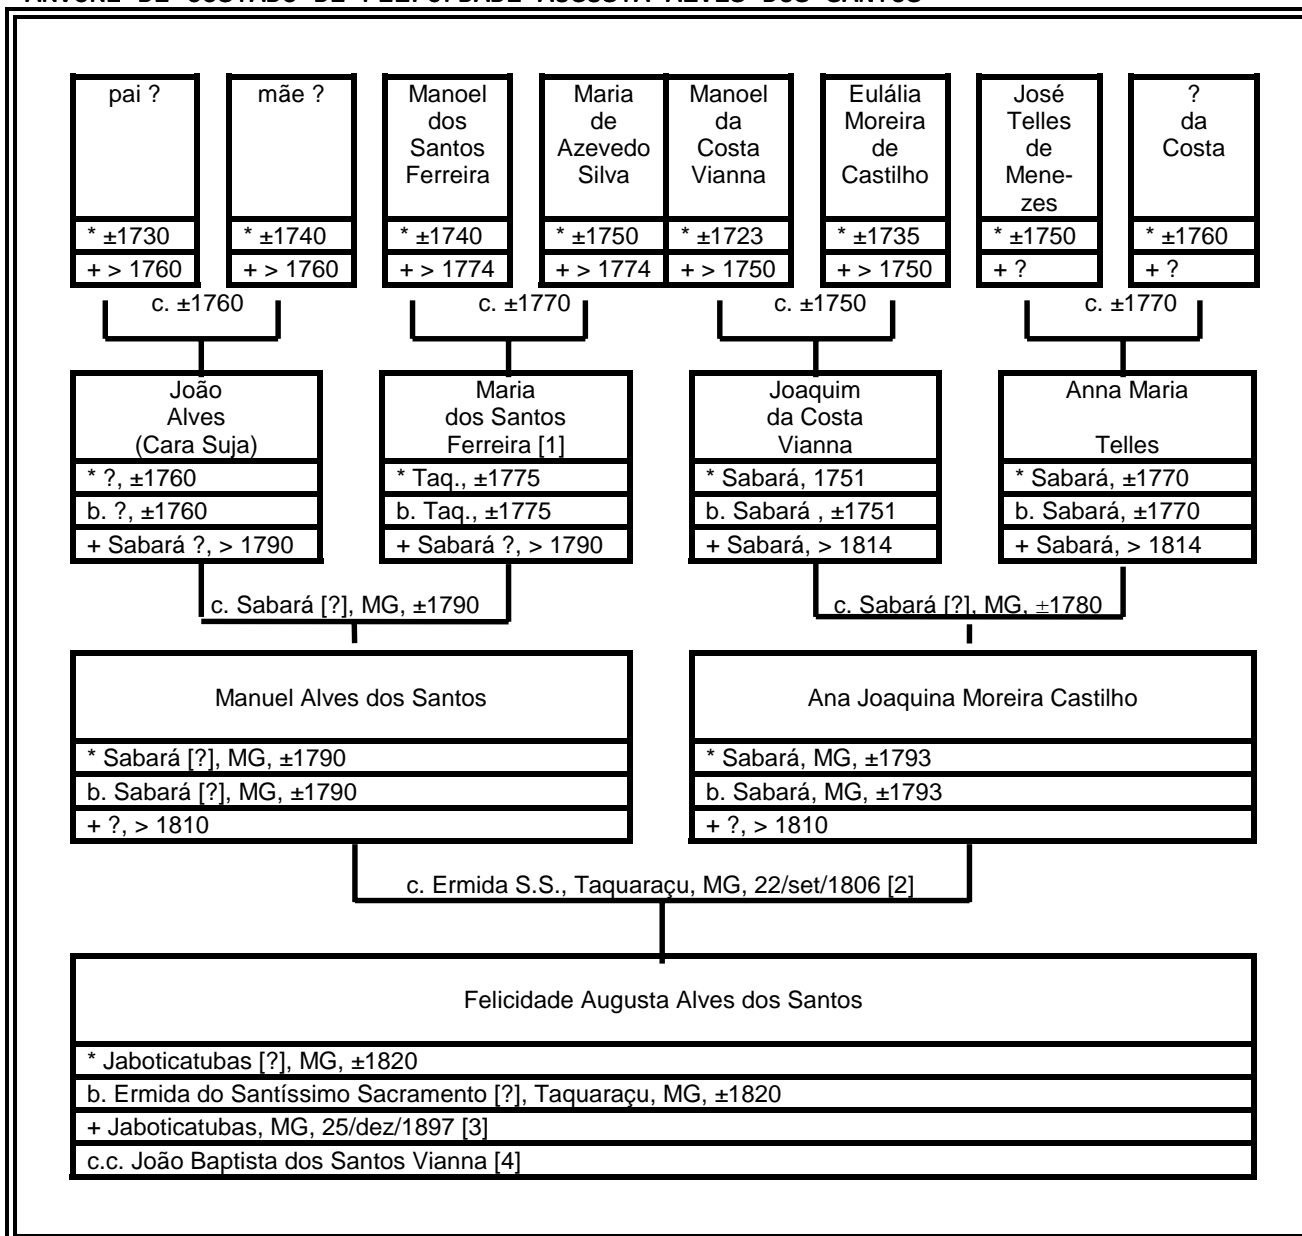 pai ?
* ±1730
+ > 1760
mãe ?
* ±1740
+ > 1760
Manoel
dos
Santos
Ferreira
* ±1740
+ > 1774
Maria
de
Azevedo
Silva
* ±1750
+ > 1774
Manoel
da
Costa
Vianna
* ±1723
+ > 1750
Eulália
Moreira
de
Castilho
* ±1735
+ > 1750
José
Telles
de
Mene-
zes
* ±1750
+ ?
?
da
Costa
* ±1760
+ ?
c. ±1760
c. ±1770
c. ±1750
c. ±1770
João
Alves
(Cara Suja)
* ?, ±1760
b. ?, ±1760
+ Sabará ?, > 1790
Maria
dos Santos
Ferreira [1]
* Taq., ±1775
b. Taq., ±1775
+ Sabará ?, > 1790
Joaquim
da Costa
Vianna
* Sabará, 1751
b. Sabará , ±1751
+ Sabará, > 1814
Anna Maria
Telles
* Sabará, ±1770
b. Sabará, ±1770
+ Sabará, > 1814
c. Sabará [?], MG, ±1790
c. Sabará [?], MG, ±1780
Manuel Alves dos Santos
* Sabará [?], MG, ±1790
b. Sabará [?], MG, ±1790
+ ?, > 1810
Ana Joaquina Moreira Castilho
* Sabará, MG, ±1793
b. Sabará, MG, ±1793
+ ?, > 1810
c. Ermida S.S., Taquaraçu, MG, 22/set/1806 [2]
Felicidade Augusta Alves dos Santos
* Jaboticatubas [?], MG, ±1820
b. Ermida do Santíssimo Sacramento [?], Taquaraçu, MG, ±1820
+ Jaboticatubas, MG, 25/dez/1897 [3]
c.c. João Baptista dos Santos Vianna [4]